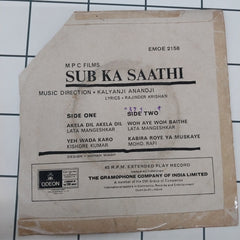 EMOE 2158
MPC FILMS
SUB KA SAATHI
MUSIC DIRECTION • KALYANJI ANANDJI
LYRICS • RAJINDER KRISHAN
SIDE ONE SIDE TWO
AKELA DIL AKELA DIL WOH AYE WOH BAITHE
LATA MANGESHKAR LATA MANGESHKAR
YEH WADA KARO KABIRA ROYE YA MUSKAYE
KISHORE KUMAR MOHD. RAFI
45 R.P.M. EXTENDED PLAY RECORD
THE GRAMOPHONE COMPANY OF INDIA LIMITED
ODEON